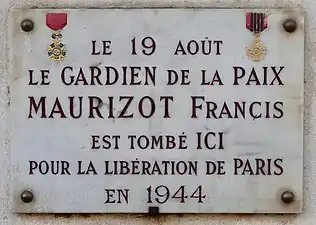 LE 19 AOÛT
LE GARDIEN DE LA PAIX
MAURIZOT FRANCIS
EST TOMBÉ ICI
POUR LA LIBÉRATION DE PARIS
EN 1944